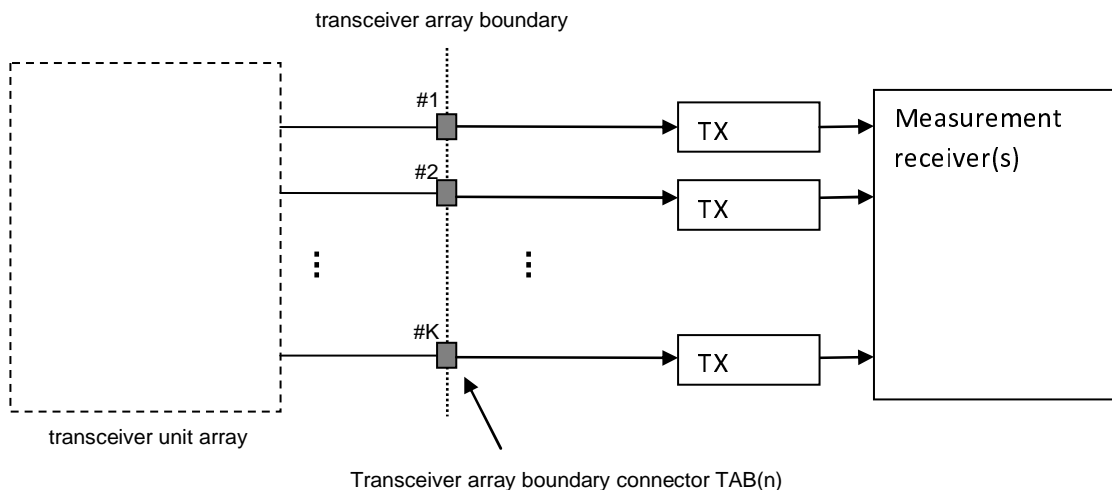 transceiver array boundary
#1
TX
Measurement
receiver(s)
#2
TX
#K
TX
transceiver unit array
Transceiver array boundary connector TAB(n)